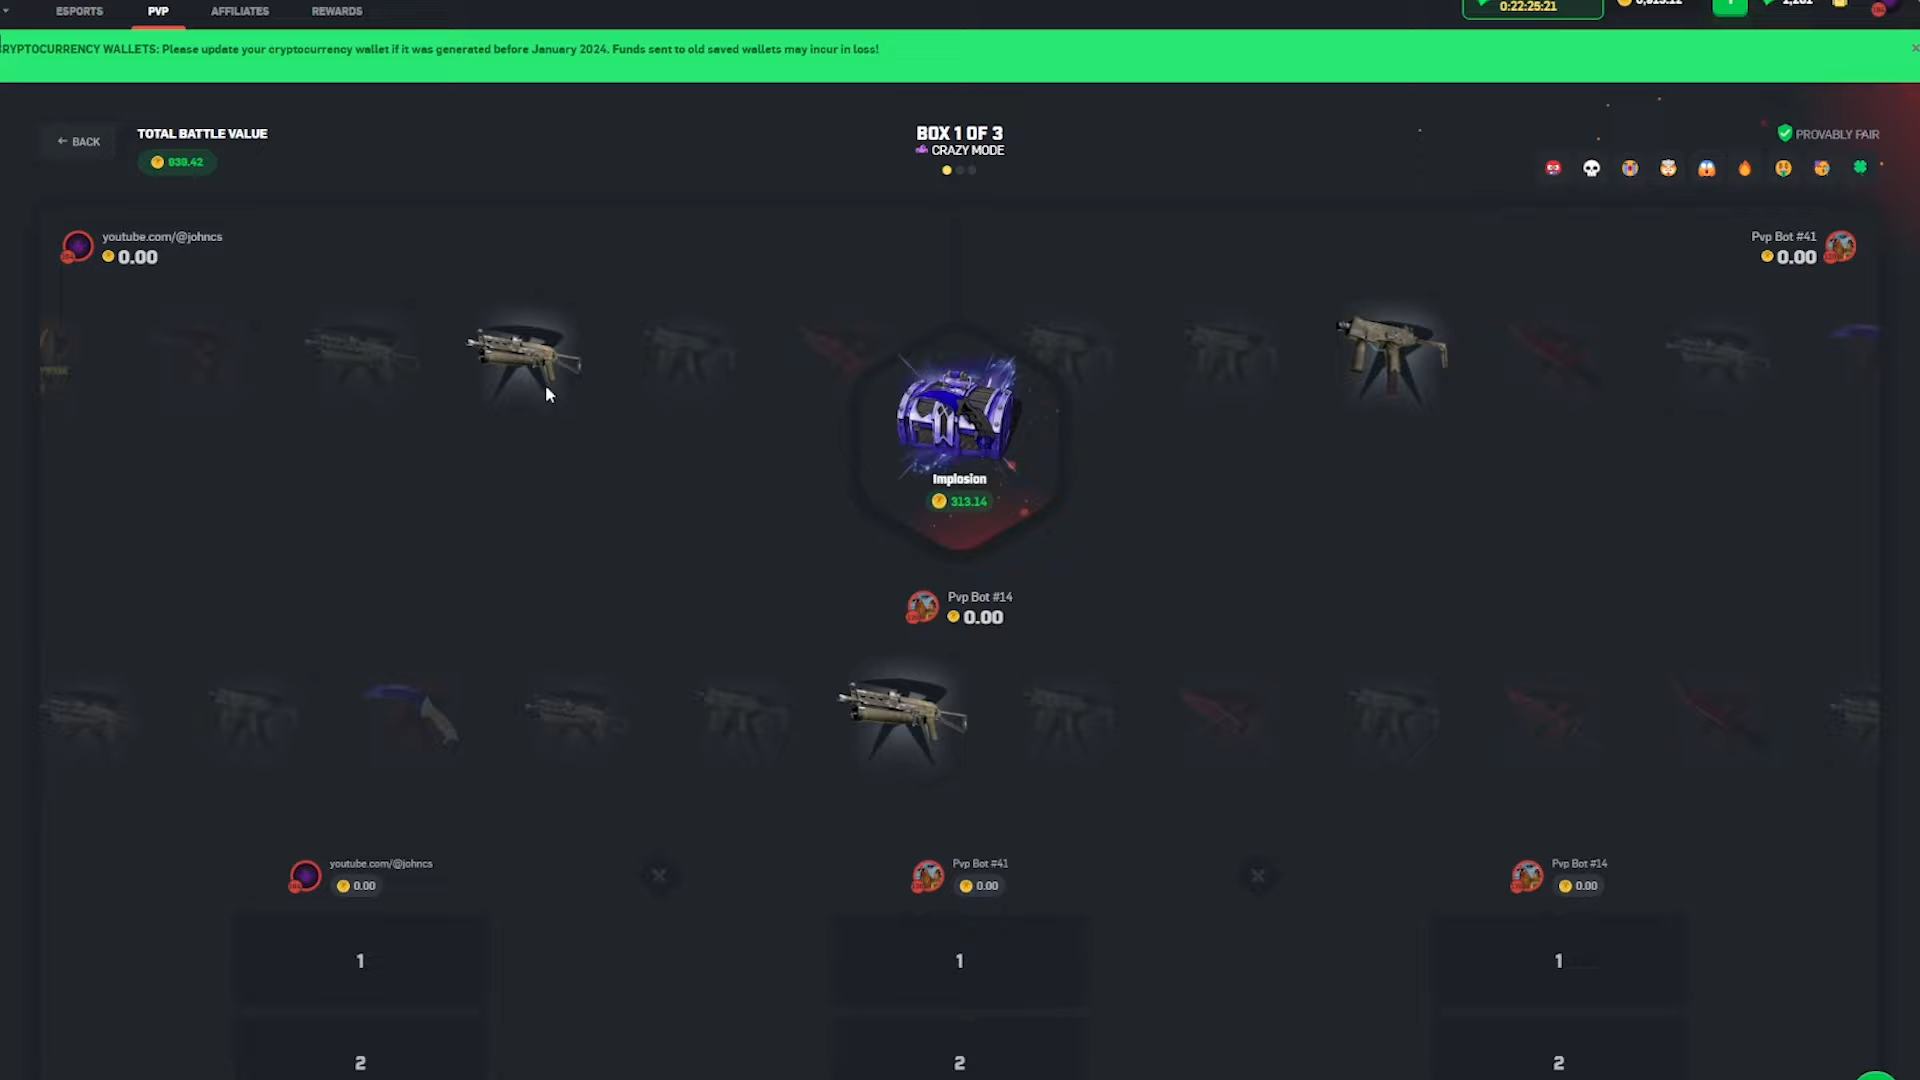 ESPORTS PVP AFFILIATES REWARDS
0:22:25:21
RYPTOCURRENCY WALLETS: Please update your cryptocurrency wallet if it was generated before January 2024. Funds sent to old saved wallets may incur in loss!
← BACK
TOTAL BATTLE VALUE
939.42
BOX 1 OF 3
CRAZY MODE
PROVABLY FAIR
youtube.com/@johncs
0.00
Pvp Bot #41
0.00
Implosion
313.14
Pvp Bot #14
0.00
youtube.com/@johncs
0.00
Pvp Bot #41
0.00
Pvp Bot #14
0.00
1 1 1
2 2 2